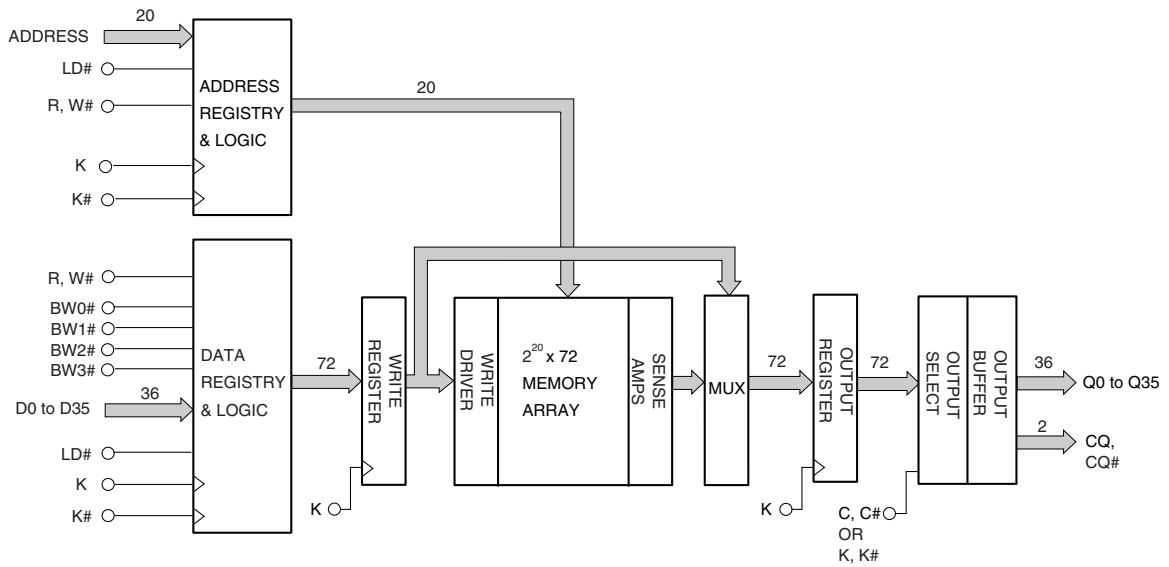 20
ADDRESS
LD#
R, W#
K
K#
ADDRESS
REGISTRY
& LOGIC
20
R, W#
BW0#
BW1#
BW2#
BW3#
36
D0 to D35
LD#
K
K#
DATA
REGISTRY
& LOGIC
72
WRITE
REGISTER
K
WRITE
DRIVER
2^20 x 72
MEMORY
ARRAY
SENSE
AMPS
MUX
72
OUTPUT
REGISTER
K
72
OUTPUT
SELECT
C, C#
OR
K, K#
OUTPUT
BUFFER
36
Q0 to Q35
2
CQ,
CQ#